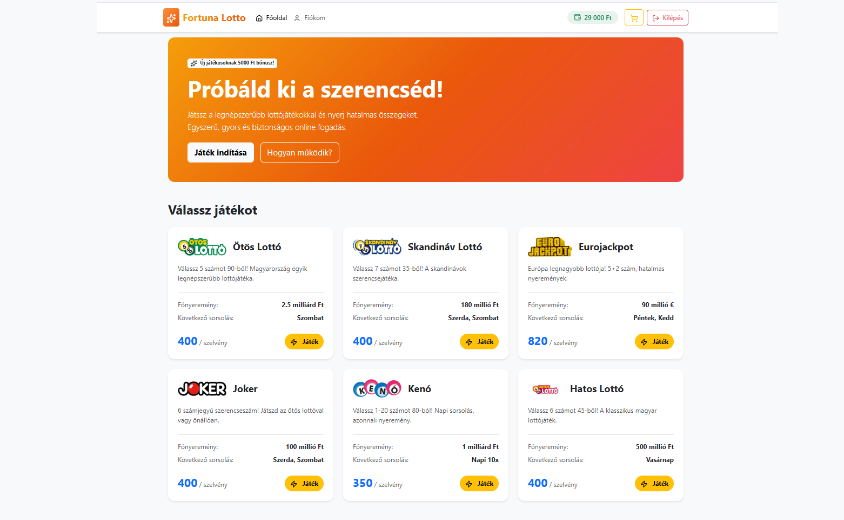 Fortuna Lotto Főoldal Fiókom 29 000 Ft Kilépés
Új játékosoknak 5000 Ft bónusz!
Próbáld ki a szerencséd!
Játssz a legnépszerűbb lottójátékokkal és nyerj hatalmas összegeket.
Egyszerű, gyors és biztonságos online fogadás.
Játék indítása Hogyan működik?
Válassz játékot
ÖTÖS LOTTÓ Ötös Lottó
Válassz 5 számot 90-ből! Magyarország egyik
legnépszerűbb lottójátéka.
Főnyeremény: 2.5 milliárd Ft
Következő sorsolás: Szombat
400 / szelvény Játék
SKANDINÁV LOTTÓ Skandináv Lottó
Válassz 7 számot 35-ből! A skandinávok
szerencsejátéka.
Főnyeremény: 180 millió Ft
Következő sorsolás: Szerda, Szombat
400 / szelvény Játék
EURO JACKPOT Eurojackpot
Európa legnagyobb lottója! 5+2 szám, hatalmas
nyeremények.
Főnyeremény: 90 millió €
Következő sorsolás: Péntek, Kedd
820 / szelvény Játék
JOKER Joker
6 számjegyű szerencseszám! Játszd az ötös lottóval
vagy önállóan.
Főnyeremény: 100 millió Ft
Következő sorsolás: Szerda, Szombat
400 / szelvény Játék
KENÓ Kenó
Válassz 1-20 számot 80-ból! Napi sorsolás,
azonnali nyeremény.
Főnyeremény: 1 milliárd Ft
Következő sorsolás: Napi 10x
350 / szelvény Játék
LOTTÓ Hatos Lottó
Válassz 6 számot 45-ből! A klasszikus magyar
lottójáték.
Főnyeremény: 500 millió Ft
Következő sorsolás: Vasárnap
400 / szelvény Játék